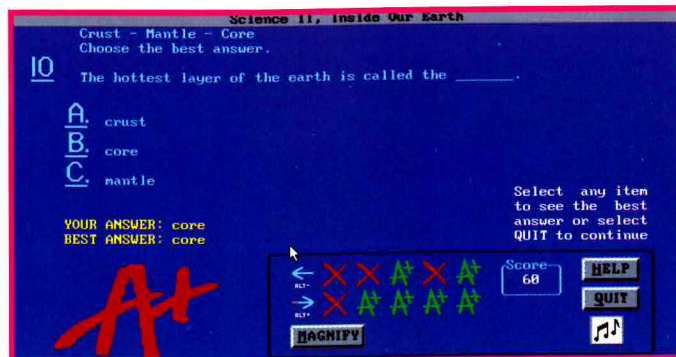 Science II, Inside Our Earth
Crust - Mantle - Core
Choose the best answer.
10 The hottest layer of the earth is called the _______.
A. crust
B. core
C. mantle
Select any item
to see the best
answer or select
QUIT to continue
YOUR ANSWER: core
BEST ANSWER: core
A+
← X X A+ X A+
ALT-
→ X A+ A+ A+ A+
ALT+
Score
60
HELP
QUIT
MAGNIFY